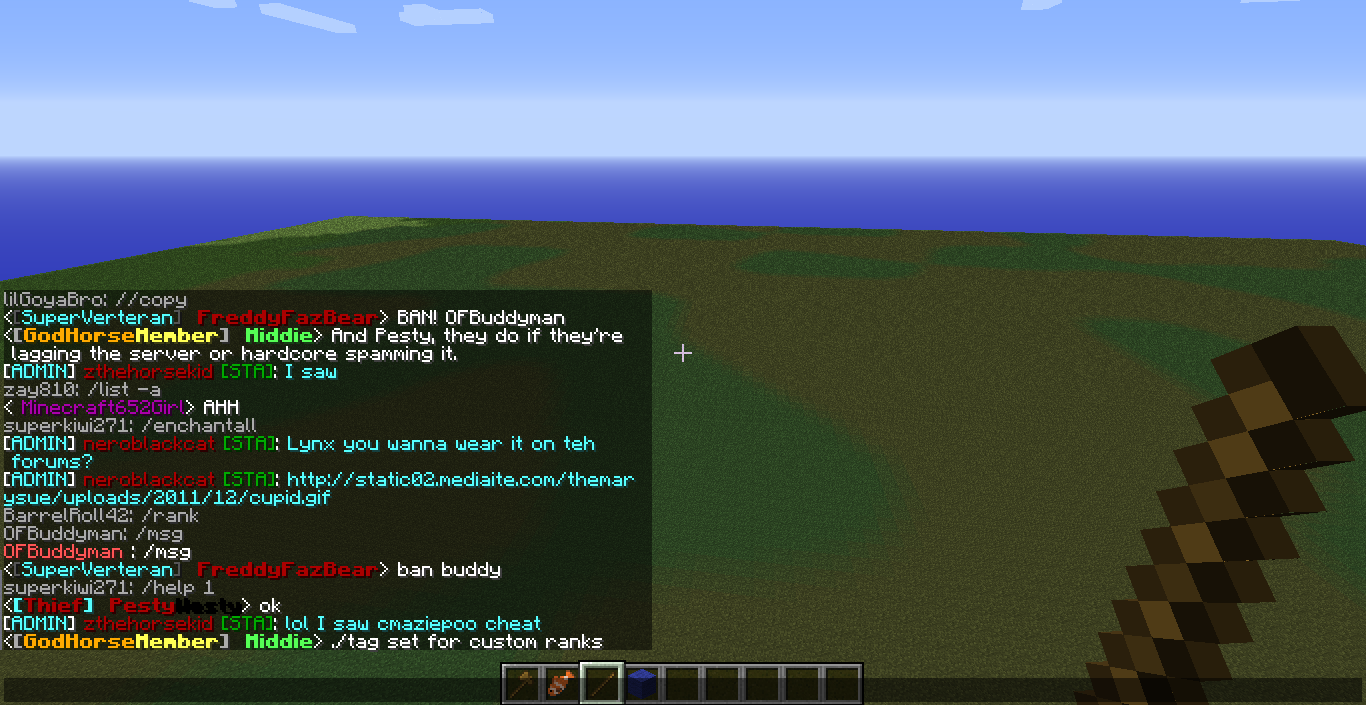 lilGoyaBro: //copy
<[SuperVerteran] FreddyFazBear> BAN! OFBuddyman
<[GodHorseMember] Middie> And Pesty, they do if they're
lagging the server or hardcore spamming it.
[ADMIN] zthehorsekid [STA]: I saw
zay810: /list -a
< Minecraft652Girl> AHH
superkiwi271: /enchantall
[ADMIN] neroblackcat [STA]: Lynx you wanna wear it on teh
forums?
[ADMIN] neroblackcat [STA]: http://static02.mediaite.com/themar
ysue/uploads/2011/12/cupid.gif
BarrelRoll42: /rank
OFBuddyman: /msg
OFBuddyman : /msg
<[SuperVerteran] FreddyFazBear> ban buddy
superkiwi271: /help 1
<[Thief] PestyNesty> ok
[ADMIN] zthehorsekid [STA]: lol I saw cmaziepoo cheat
<[GodHorseMember] Middie> ./tag set for custom ranks